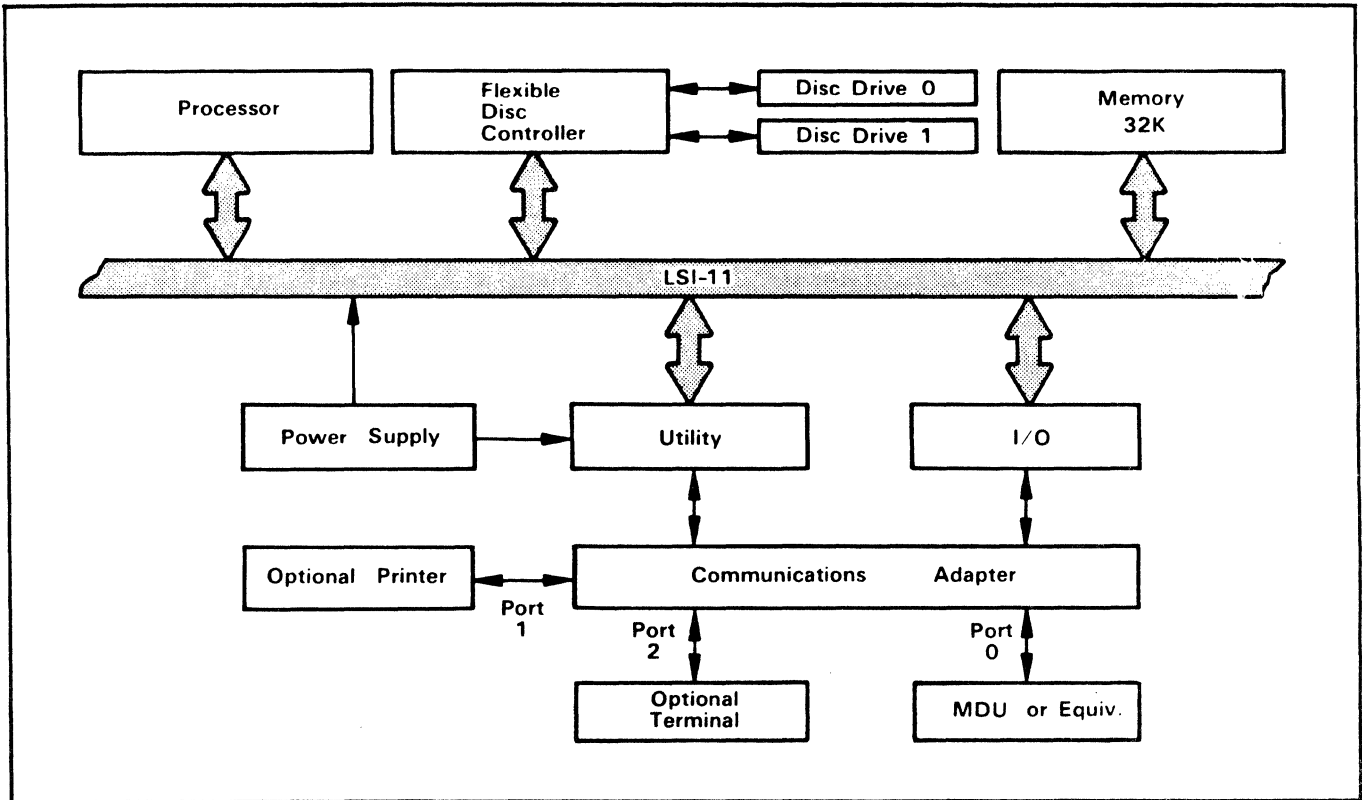 Processor
Flexible
Disc
Controller
Disc Drive 0
Disc Drive 1
Memory
32K
LSI-11
Power Supply
Utility
I/O
Optional Printer
Port
1
Communications Adapter
Port
2
Port
0
Optional
Terminal
MDU or Equiv.